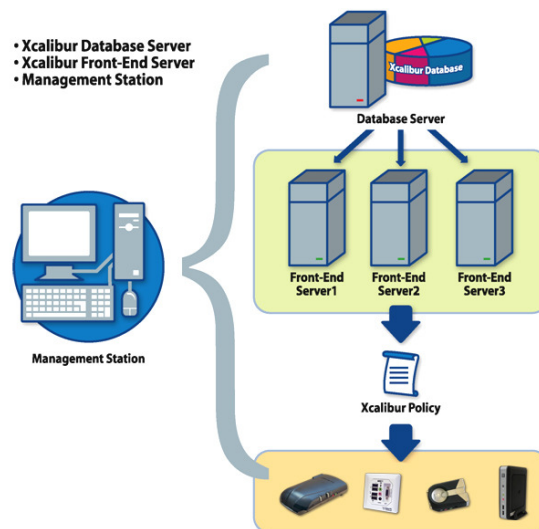 • Xcalibur Database Server
• Xcalibur Front-End Server
• Management Station
Xcalibur Database
Database Server
Front-End
Server1
Front-End
Server2
Front-End
Server3
Management Station
Xcalibur Policy